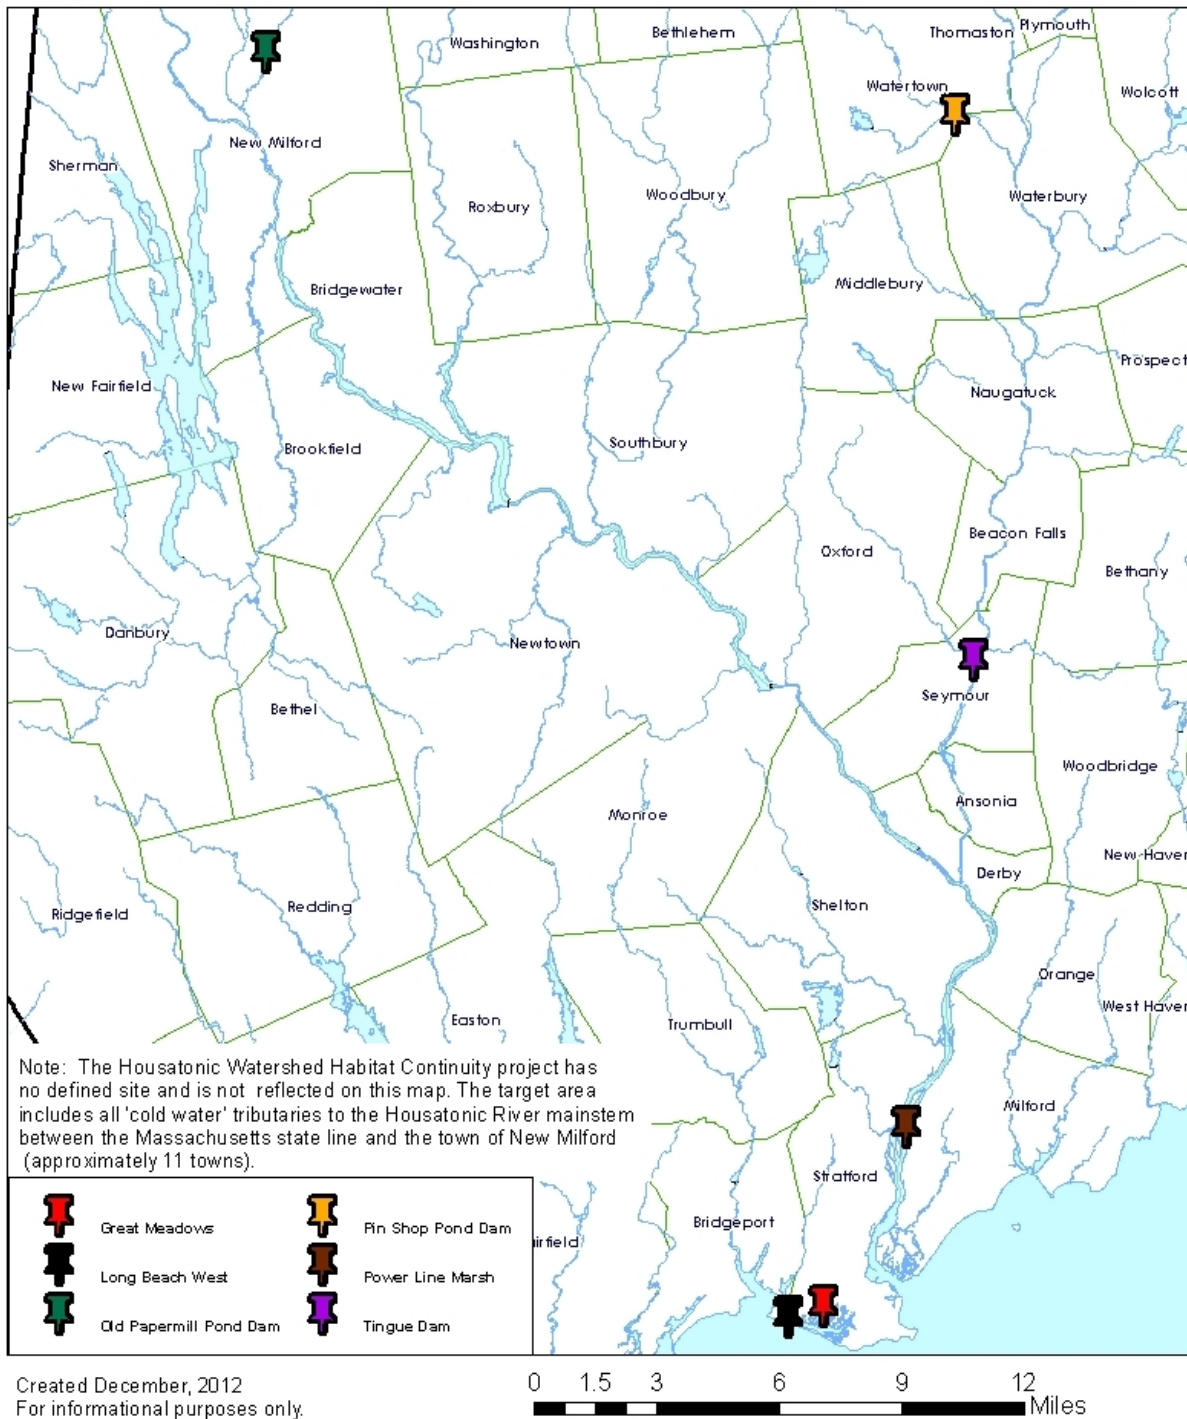 Washington
Bethlehem
Thomaston
Plymouth
Watertown
Wolcott
New Milford
Sherman
Roxbury
Woodbury
Waterbury
Bridgewater
Middlebury
New Fairfield
Prospect
Naugatuck
Brookfield
Southbury
Beacon Falls
Oxford
Bethany
Danbury
Newtown
Seymour
Bethel
Woodbridge
Ansonia
Monroe
New Haven
Derby
Ridgefield
Redding
Shelton
Orange
West Haven
Easton
Trumbull
Note: The Housatonic Watershed Habitat Continuity project has
no defined site and is not reflected on this map. The target area
includes all 'cold water' tributaries to the Housatonic River mainstem
between the Massachusetts state line and the town of New Milford
(approximately 11 towns).
Milford
Stratford
Bridgeport
airfield
Great Meadows
Pin Shop Pond Dam
Long Beach West
Power Line Marsh
Old Papermill Pond Dam
Tingue Dam
Created December, 2012
For informational purposes only.
0 1.5 3 6 9 12
Miles